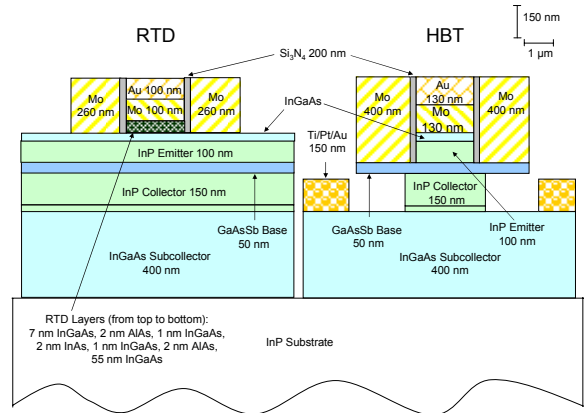 RTD
HBT
150 nm
1 µm
Si3N4 200 nm
InGaAs
Ti/Pt/Au
150 nm
Mo
260 nm
Au 100 nm
Mo 100 nm
Mo
260 nm
InP Emitter 100 nm
InP Collector 150 nm
GaAsSb Base
50 nm
InGaAs Subcollector
400 nm
RTD Layers (from top to bottom):
7 nm InGaAs, 2 nm AlAs, 1 nm InGaAs,
2 nm InAs, 1 nm InGaAs, 2 nm AlAs,
55 nm InGaAs
Mo
400 nm
Au
130 nm
Mo
130 nm
Mo
400 nm
InP Collector
150 nm
GaAsSb Base
50 nm
InP Emitter
100 nm
InGaAs Subcollector
400 nm
InP Substrate